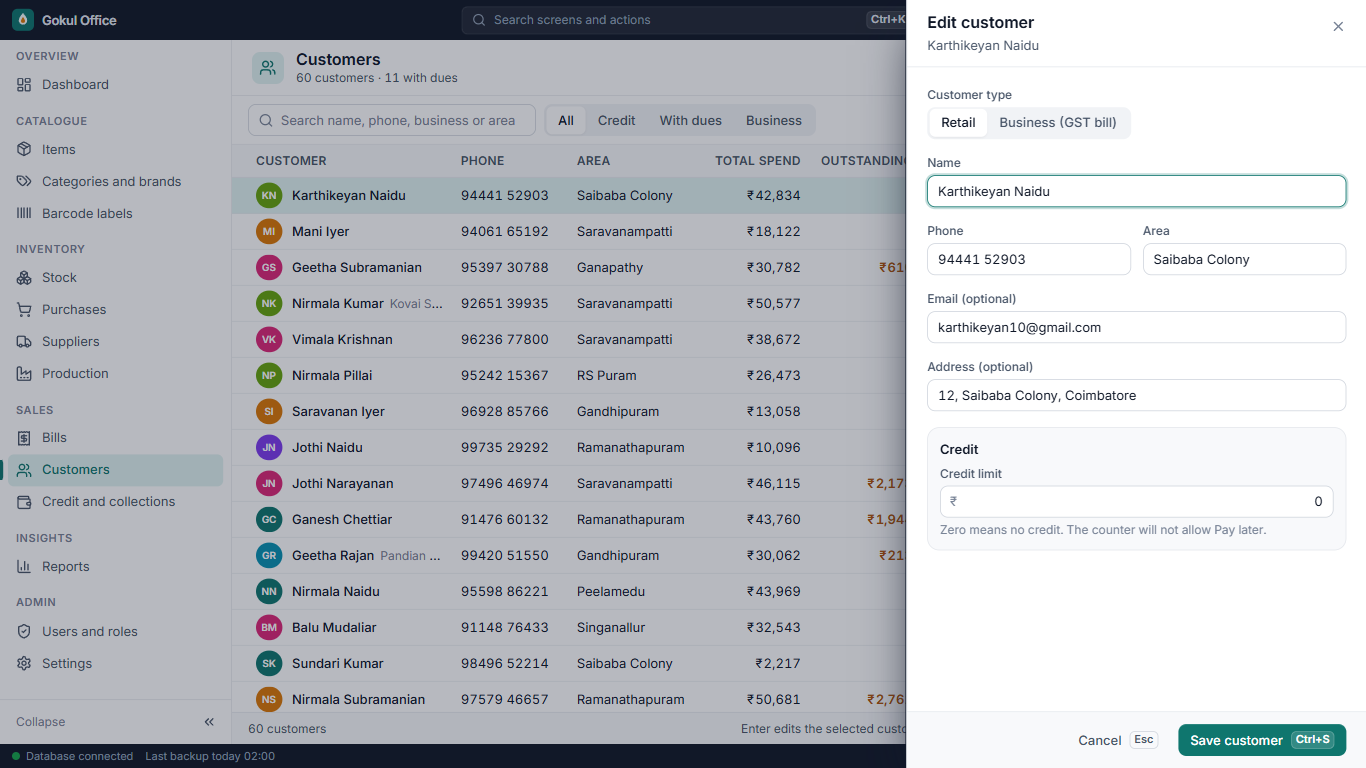 Gokul Office
Search screens and actions
Ctrl+K
OVERVIEW
Dashboard
CATALOGUE
Items
Categories and brands
Barcode labels
INVENTORY
Stock
Purchases
Suppliers
Production
SALES
Bills
Customers
Credit and collections
INSIGHTS
Reports
ADMIN
Users and roles
Settings
Collapse
Customers
60 customers · 11 with dues
Search name, phone, business or area
All Credit With dues Business
CUSTOMER PHONE AREA TOTAL SPEND OUTSTANDING
KN Karthikeyan Naidu 94441 52903 Saibaba Colony ₹42,834
MI Mani Iyer 94061 65192 Saravanampatti ₹18,122
GS Geetha Subramanian 95397 30788 Ganapathy ₹30,782
NK Nirmala Kumar Kovai S... 92651 39935 Saravanampatti ₹50,577
VK Vimala Krishnan 96236 77800 Saravanampatti ₹38,672
NP Nirmala Pillai 95242 15367 RS Puram ₹26,473
SI Saravanan Iyer 96928 85766 Gandhipuram ₹13,058
JN Jothi Naidu 99735 29292 Ramanathapuram ₹10,096
JN Jothi Narayanan 97496 46974 Saravanampatti ₹46,115
GC Ganesh Chettiar 91476 60132 Ramanathapuram ₹43,760
GR Geetha Rajan Pandian ... 99420 51550 Gandhipuram ₹30,062
NN Nirmala Naidu 95598 86221 Peelamedu ₹43,969
BM Balu Mudaliar 91148 76433 Singanallur ₹32,543
SK Sundari Kumar 98496 52214 Saibaba Colony ₹2,217
NS Nirmala Subramanian 97579 46657 Ramanathapuram ₹50,681
60 customers
Enter edits the selected
Database connected Last backup today 02:00
Edit customer
Karthikeyan Naidu
Customer type
Retail Business (GST bill)
Name
Karthikeyan Naidu
Phone Area
94441 52903 Saibaba Colony
Email (optional)
karthikeyan10@gmail.com
Address (optional)
12, Saibaba Colony, Coimbatore
Credit
Credit limit
₹ 0
Zero means no credit. The counter will not allow Pay later.
Cancel Esc
Save customer Ctrl+S